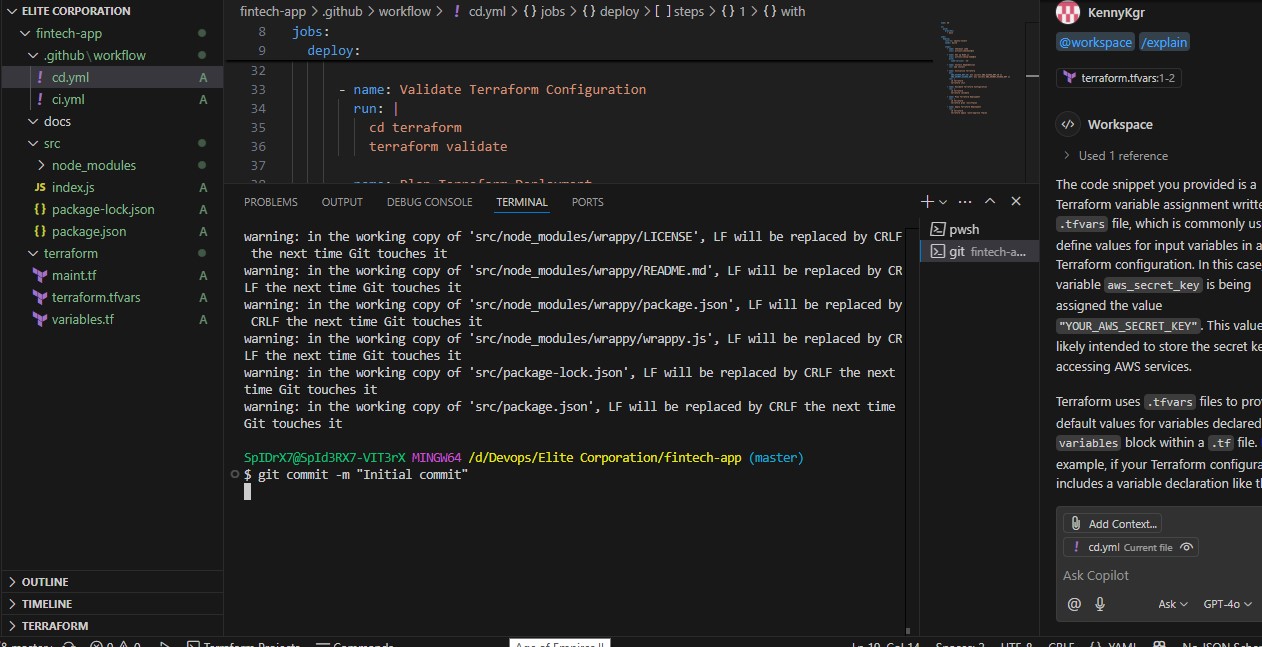 ELITE CORPORATION
fintech-app
.github\workflow
! cd.yml A
! ci.yml A
docs
src
node_modules
JS index.js A
{} package-lock.json A
{} package.json A
terraform
maint.tf A
terraform.tfvars A
variables.tf A
OUTLINE
TIMELINE
TERRAFORM
fintech-app > .github > workflow > ! cd.yml > {} jobs > {} deploy > [ ] steps > {} 1 > {} with
8 jobs:
9 deploy:
32
33 - name: Validate Terraform Configuration
34 run: |
35 cd terraform
36 terraform validate
37
38 - name: Plan Terraform Deployment
PROBLEMS OUTPUT DEBUG CONSOLE TERMINAL PORTS
warning: in the working copy of 'src/node_modules/wrappy/LICENSE', LF will be replaced by CRLF
the next time Git touches it
warning: in the working copy of 'src/node_modules/wrappy/README.md', LF will be replaced by CR
LF the next time Git touches it
warning: in the working copy of 'src/node_modules/wrappy/package.json', LF will be replaced by
CRLF the next time Git touches it
warning: in the working copy of 'src/node_modules/wrappy/wrappy.js', LF will be replaced by CR
LF the next time Git touches it
warning: in the working copy of 'src/package-lock.json', LF will be replaced by CRLF the next
time Git touches it
warning: in the working copy of 'src/package.json', LF will be replaced by CRLF the next time
Git touches it
SpIDrX7@SpId3RX7-VIT3rX MINGW64 /d/Devops/Elite Corporation/fintech-app (master)
$ git commit -m "Initial commit"
pwsh
git fintech-a...
KennyKgr
@workspace /explain
terraform.tfvars:1-2
Workspace
Used 1 reference
The code snippet you provided is a
Terraform variable assignment writte
.tfvars file, which is commonly us
define values for input variables in a
Terraform configuration. In this case
variable aws_secret_key is being
assigned the value
"YOUR_AWS_SECRET_KEY". This value
likely intended to store the secret ke
accessing AWS services.
Terraform uses .tfvars files to pro
default values for variables declared
variables block within a .tf file.
example, if your Terraform configura
includes a variable declaration like t
Add Context...
! cd.yml Current file
Ask Copilot
@ Ask GPT-4o
master 0 0 Terraform Projects Commands Age of Empires II Ln 19, Col 14 Spaces: 2 UTF-8 CRLF {} YAML No JSON Schem